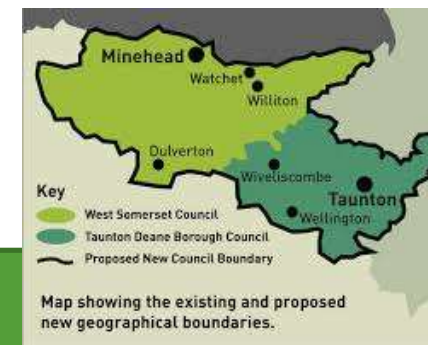 Minehead
Watchet
Williton
Dulverton
Wiveliscombe
Taunton
Wellington
Key
West Somerset Council
Taunton Deane Borough Council
Proposed New Council Boundary
Map showing the existing and proposed
new geographical boundaries.